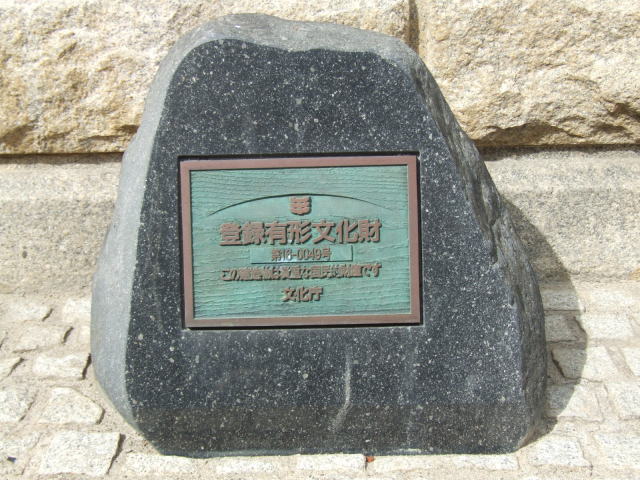 登録有形文化財
第16-0049号
この建造物は貴重な国民的財産です
文化庁